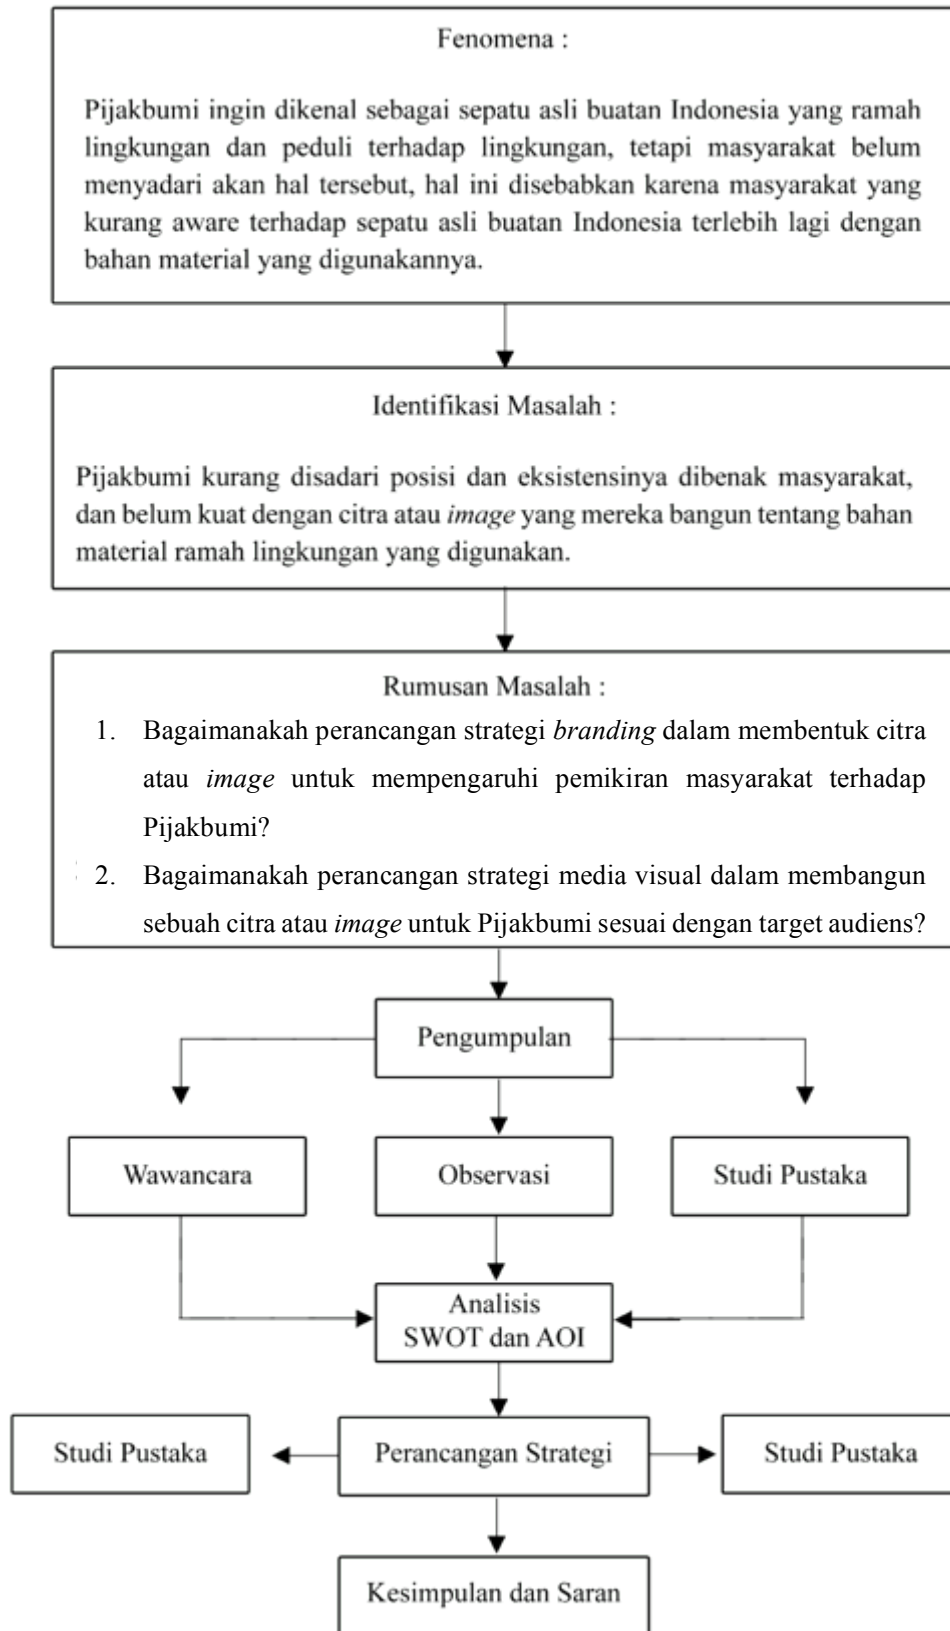 Fenomena :
Pijakbumi ingin dikenal sebagai sepatu asli buatan Indonesia yang ramah
lingkungan dan peduli terhadap lingkungan, tetapi masyarakat belum
menyadari akan hal tersebut, hal ini disebabkan karena masyarakat yang
kurang aware terhadap sepatu asli buatan Indonesia terlebih lagi dengan
bahan material yang digunakannya.
Identifikasi Masalah :
Pijakbumi kurang disadari posisi dan eksistensinya dibenak masyarakat,
dan belum kuat dengan citra atau image yang mereka bangun tentang bahan
material ramah lingkungan yang digunakan.
Rumusan Masalah :
1. Bagaimanakah perancangan strategi branding dalam membentuk citra
atau image untuk mempengaruhi pemikiran masyarakat terhadap
Pijakbumi?
2. Bagaimanakah perancangan strategi media visual dalam membangun
sebuah citra atau image untuk Pijakbumi sesuai dengan target audiens?
Pengumpulan
Wawancara
Observasi
Studi Pustaka
Analisis
SWOT dan AOI
Studi Pustaka
Perancangan Strategi
Studi Pustaka
Kesimpulan dan Saran